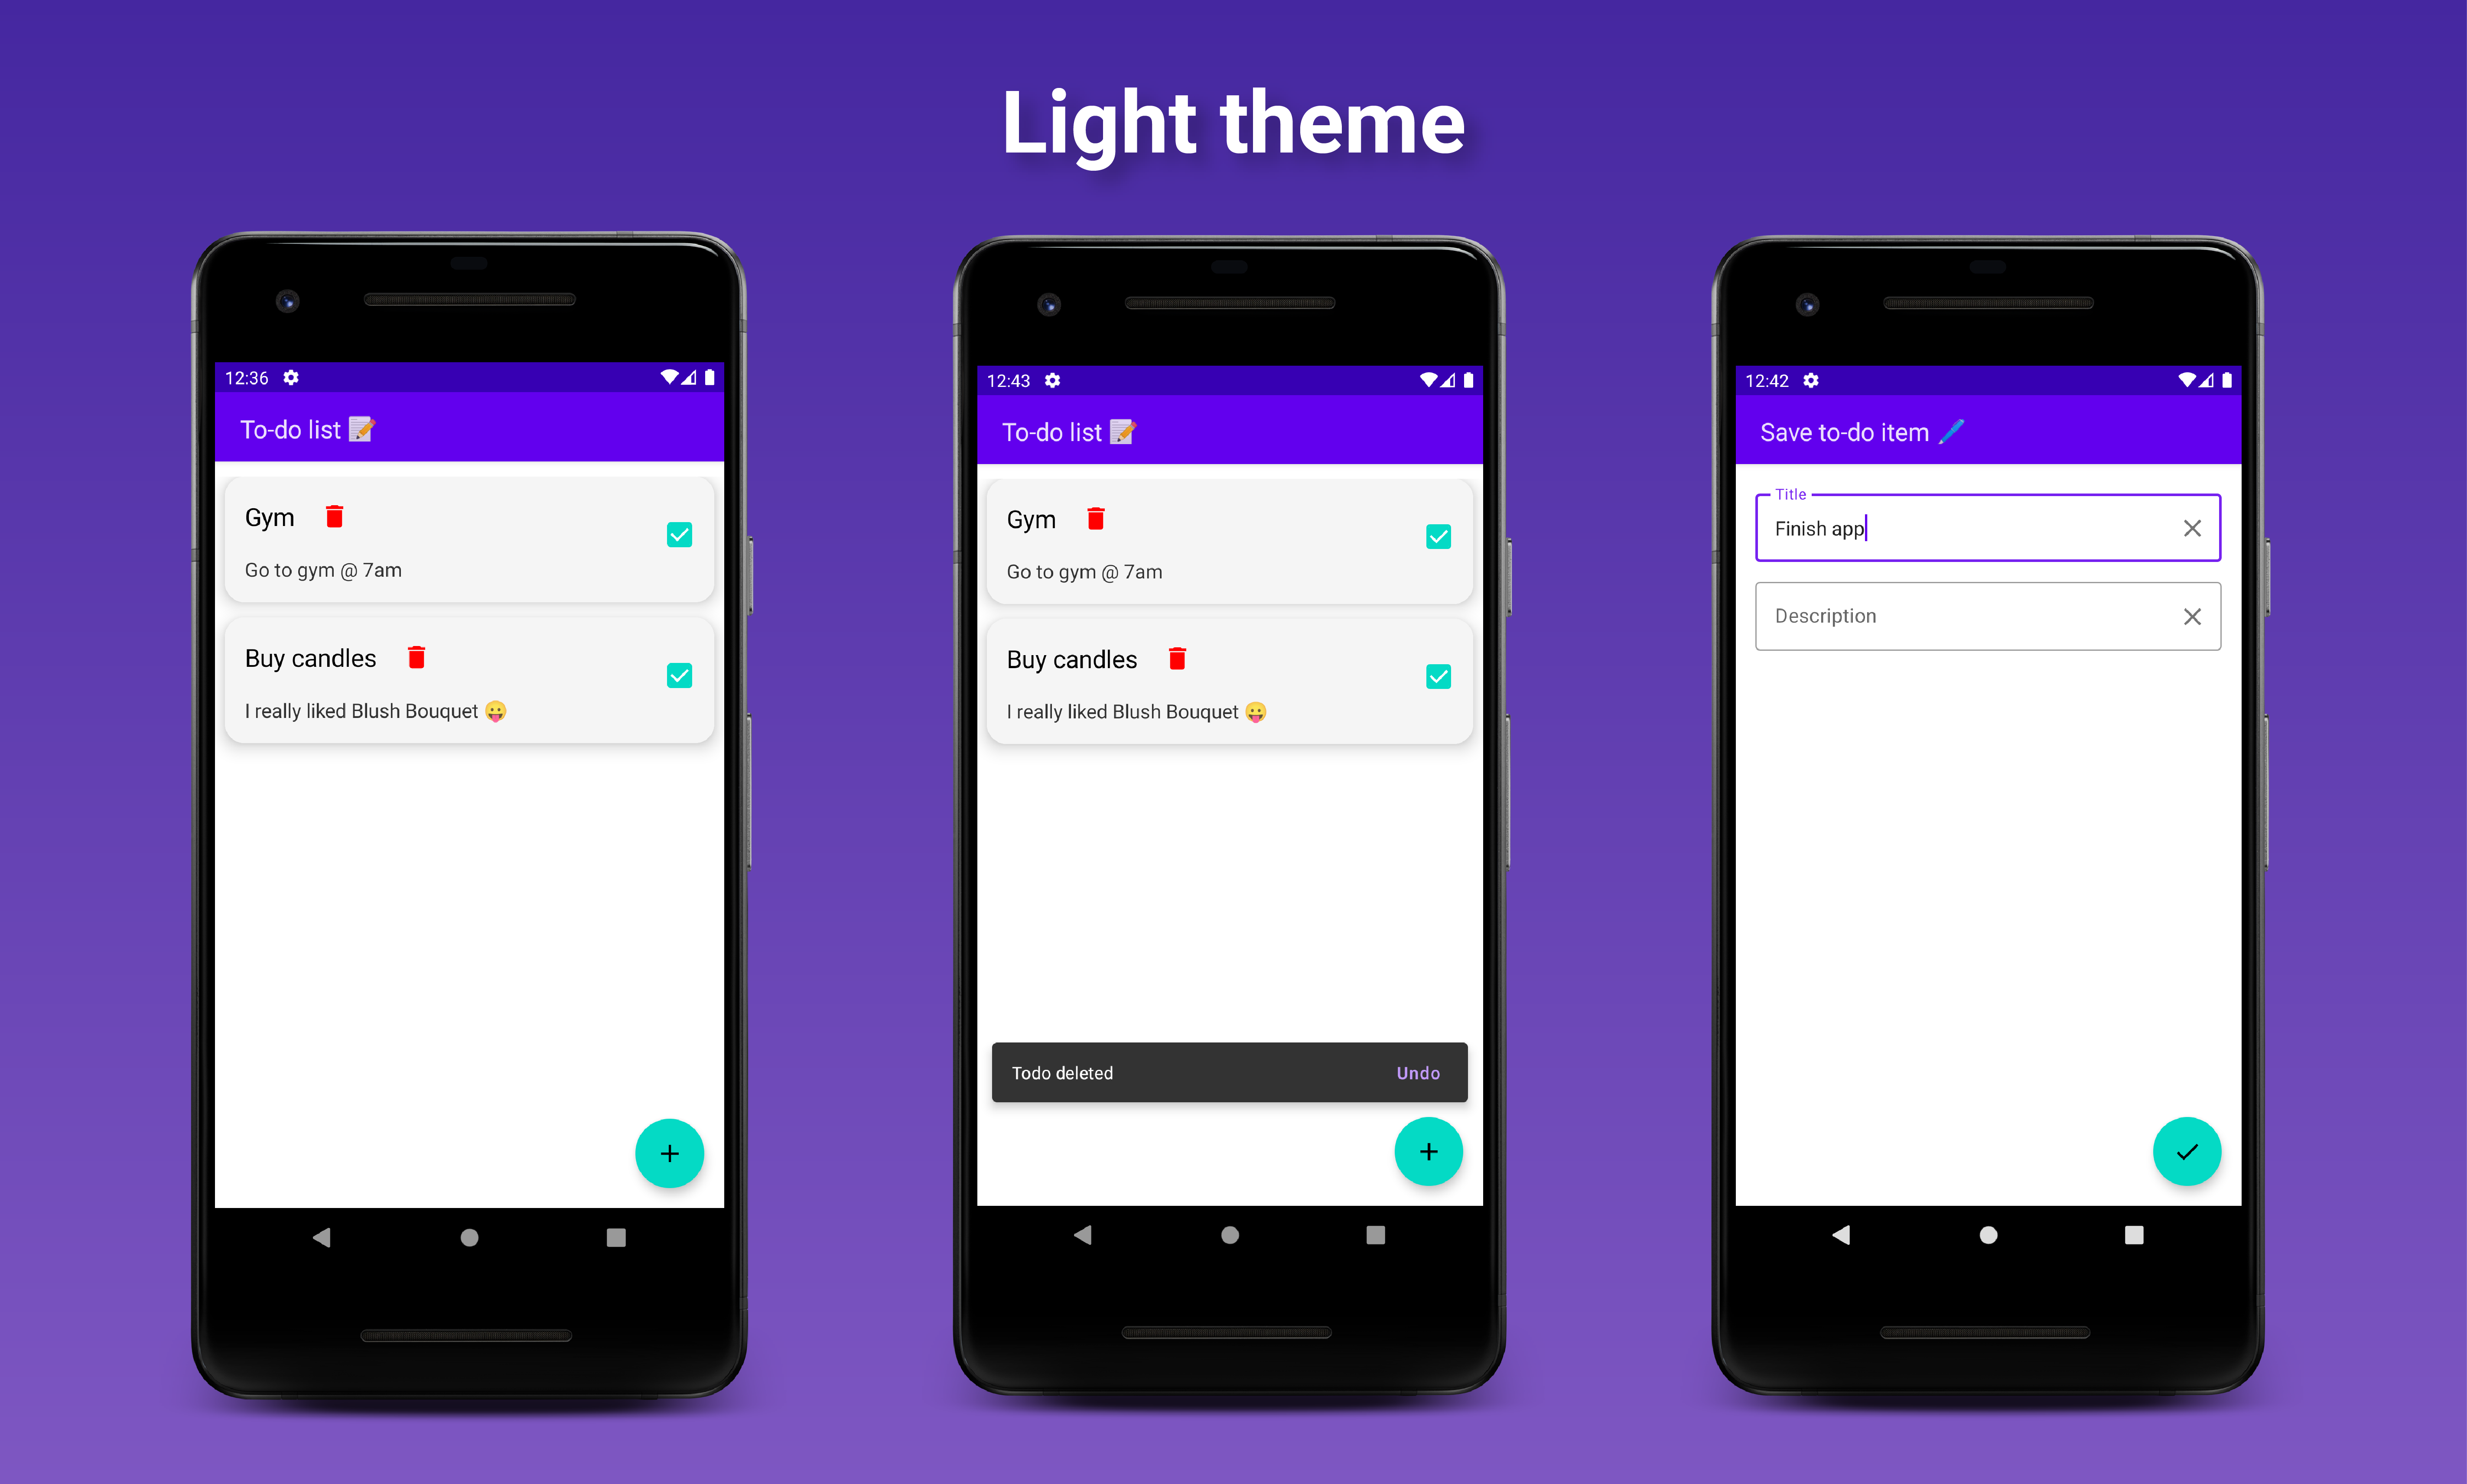 Light theme
12:36
To-do list 📝
Gym
Go to gym @ 7am
Buy candles
I really liked Blush Bouquet 😛
12:43
To-do list 📝
Gym
Go to gym @ 7am
Buy candles
I really liked Blush Bouquet 😛
Todo deleted Undo
12:42
Save to-do item 🖊️
Title
Finish app
Description